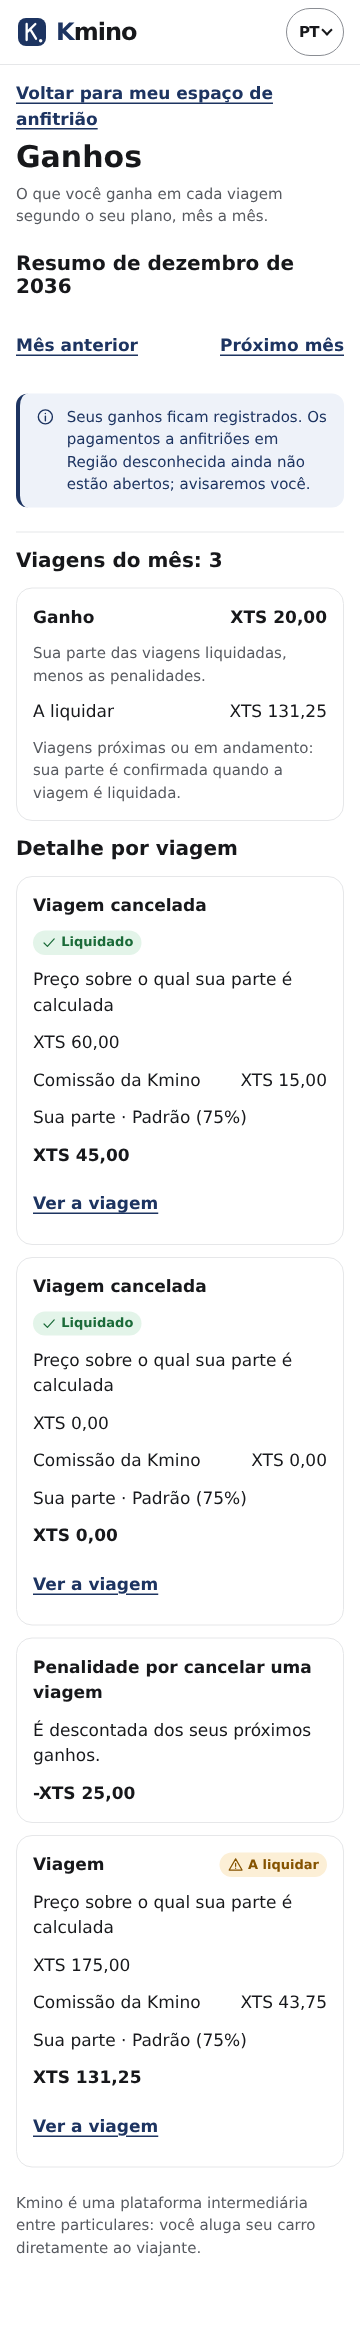 Kmino
PT
Voltar para meu espaço de
anfitrião
Ganhos
O que você ganha em cada viagem
segundo o seu plano, mês a mês.
Resumo de dezembro de
2036
Mês anterior
Próximo mês
Seus ganhos ficam registrados. Os
pagamentos a anfitriões em
Região desconhecida ainda não
estão abertos; avisaremos você.
Viagens do mês: 3
Ganho XTS 20,00
Sua parte das viagens liquidadas,
menos as penalidades.
A liquidar XTS 131,25
Viagens próximas ou em andamento:
sua parte é confirmada quando a
viagem é liquidada.
Detalhe por viagem
Viagem cancelada
Liquidado
Preço sobre o qual sua parte é
calculada
XTS 60,00
Comissão da Kmino XTS 15,00
Sua parte · Padrão (75%)
XTS 45,00
Ver a viagem
Viagem cancelada
Liquidado
Preço sobre o qual sua parte é
calculada
XTS 0,00
Comissão da Kmino XTS 0,00
Sua parte · Padrão (75%)
XTS 0,00
Ver a viagem
Penalidade por cancelar uma
viagem
É descontada dos seus próximos
ganhos.
-XTS 25,00
Viagem A liquidar
Preço sobre o qual sua parte é
calculada
XTS 175,00
Comissão da Kmino XTS 43,75
Sua parte · Padrão (75%)
XTS 131,25
Ver a viagem
Kmino é uma plataforma intermediária
entre particulares: você aluga seu carro
diretamente ao viajante.